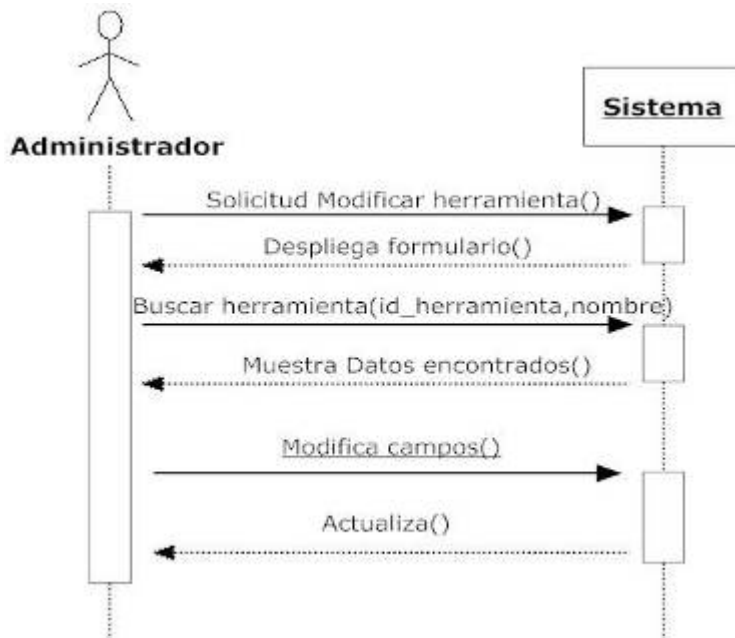 Sistema
Administrador
Solicitud Modificar herramienta()
Despliega formulario()
Buscar herramienta(id_herramienta,nombre)
Muestra Datos encontrados()
Modifica campos()
Actualiza()